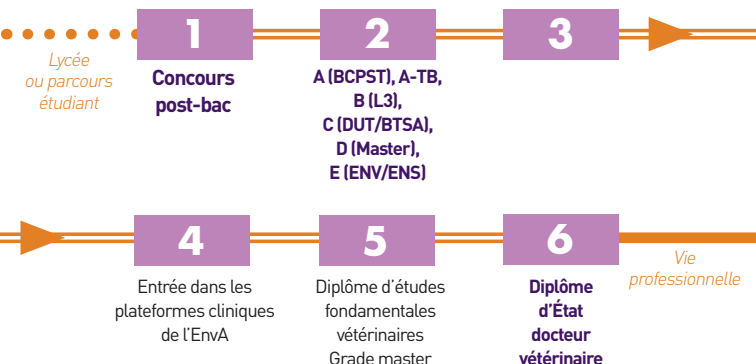 1
2
3
Lycée
ou parcours
étudiant
Concours
post-bac
A (BCPST), A-TB,
B (L3),
C (DUT/BTSA),
D (Master),
E (ENV/ENS)
4
5
6
Vie
professionnelle
Entrée dans les
plateformes cliniques
de l'EnvA
Diplôme d'études
fondamentales
vétérinaires
Grade master
Diplôme
d'État
docteur
vétérinaire